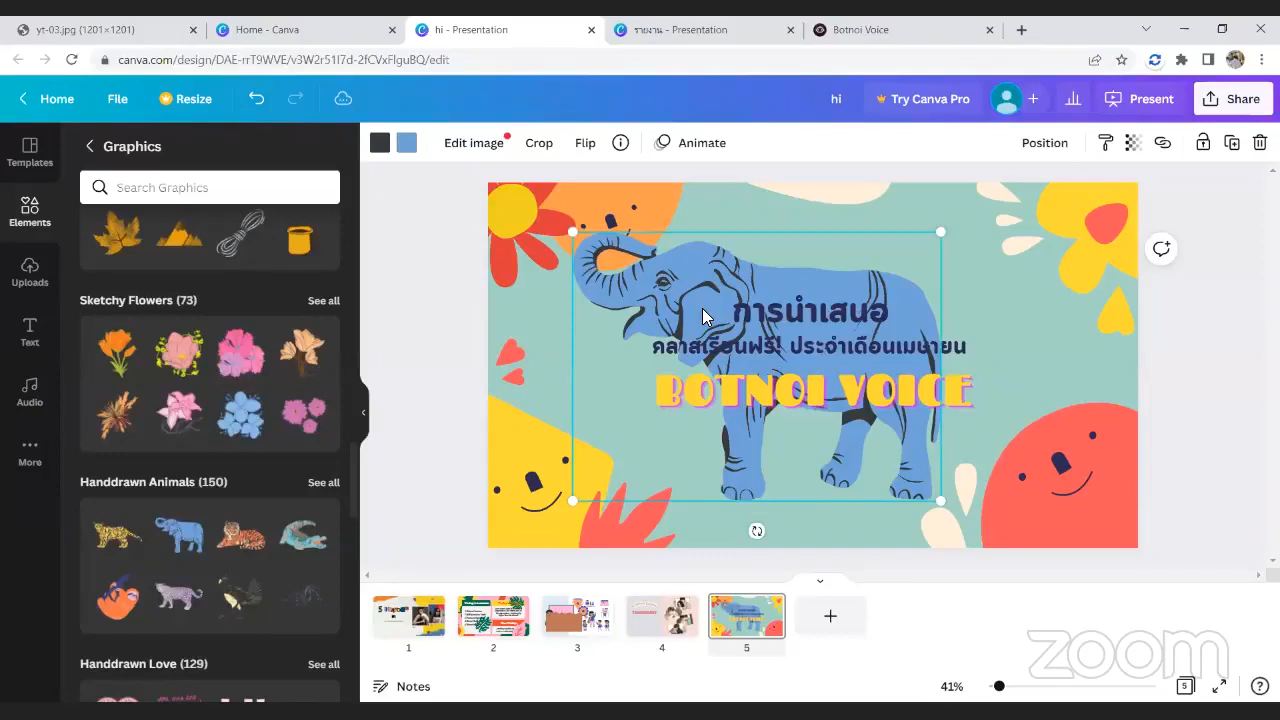 yt-03.jpg (1201×1201)
Home - Canva
hi - Presentation
รายงาน - Presentation
Botnoi Voice
canva.com/design/DAE-rrT9WVE/v3W2r51I7d-2fCVxFlguBQ/edit
Home
File
Resize
hi
Try Canva Pro
Present
Share
Templates
Elements
Uploads
Text
Audio
More
Graphics
Search Graphics
Sketchy Flowers (73)
See all
Handdrawn Animals (150)
See all
Handdrawn Love (129)
See all
Edit image
Crop
Flip
Animate
Position
การนำเสนอ
คลาสเรียนฟรี! ประจำเดือนเมษายน
BOTNOI VOICE
1
2
3
4
5
Notes
41%
5
zoom